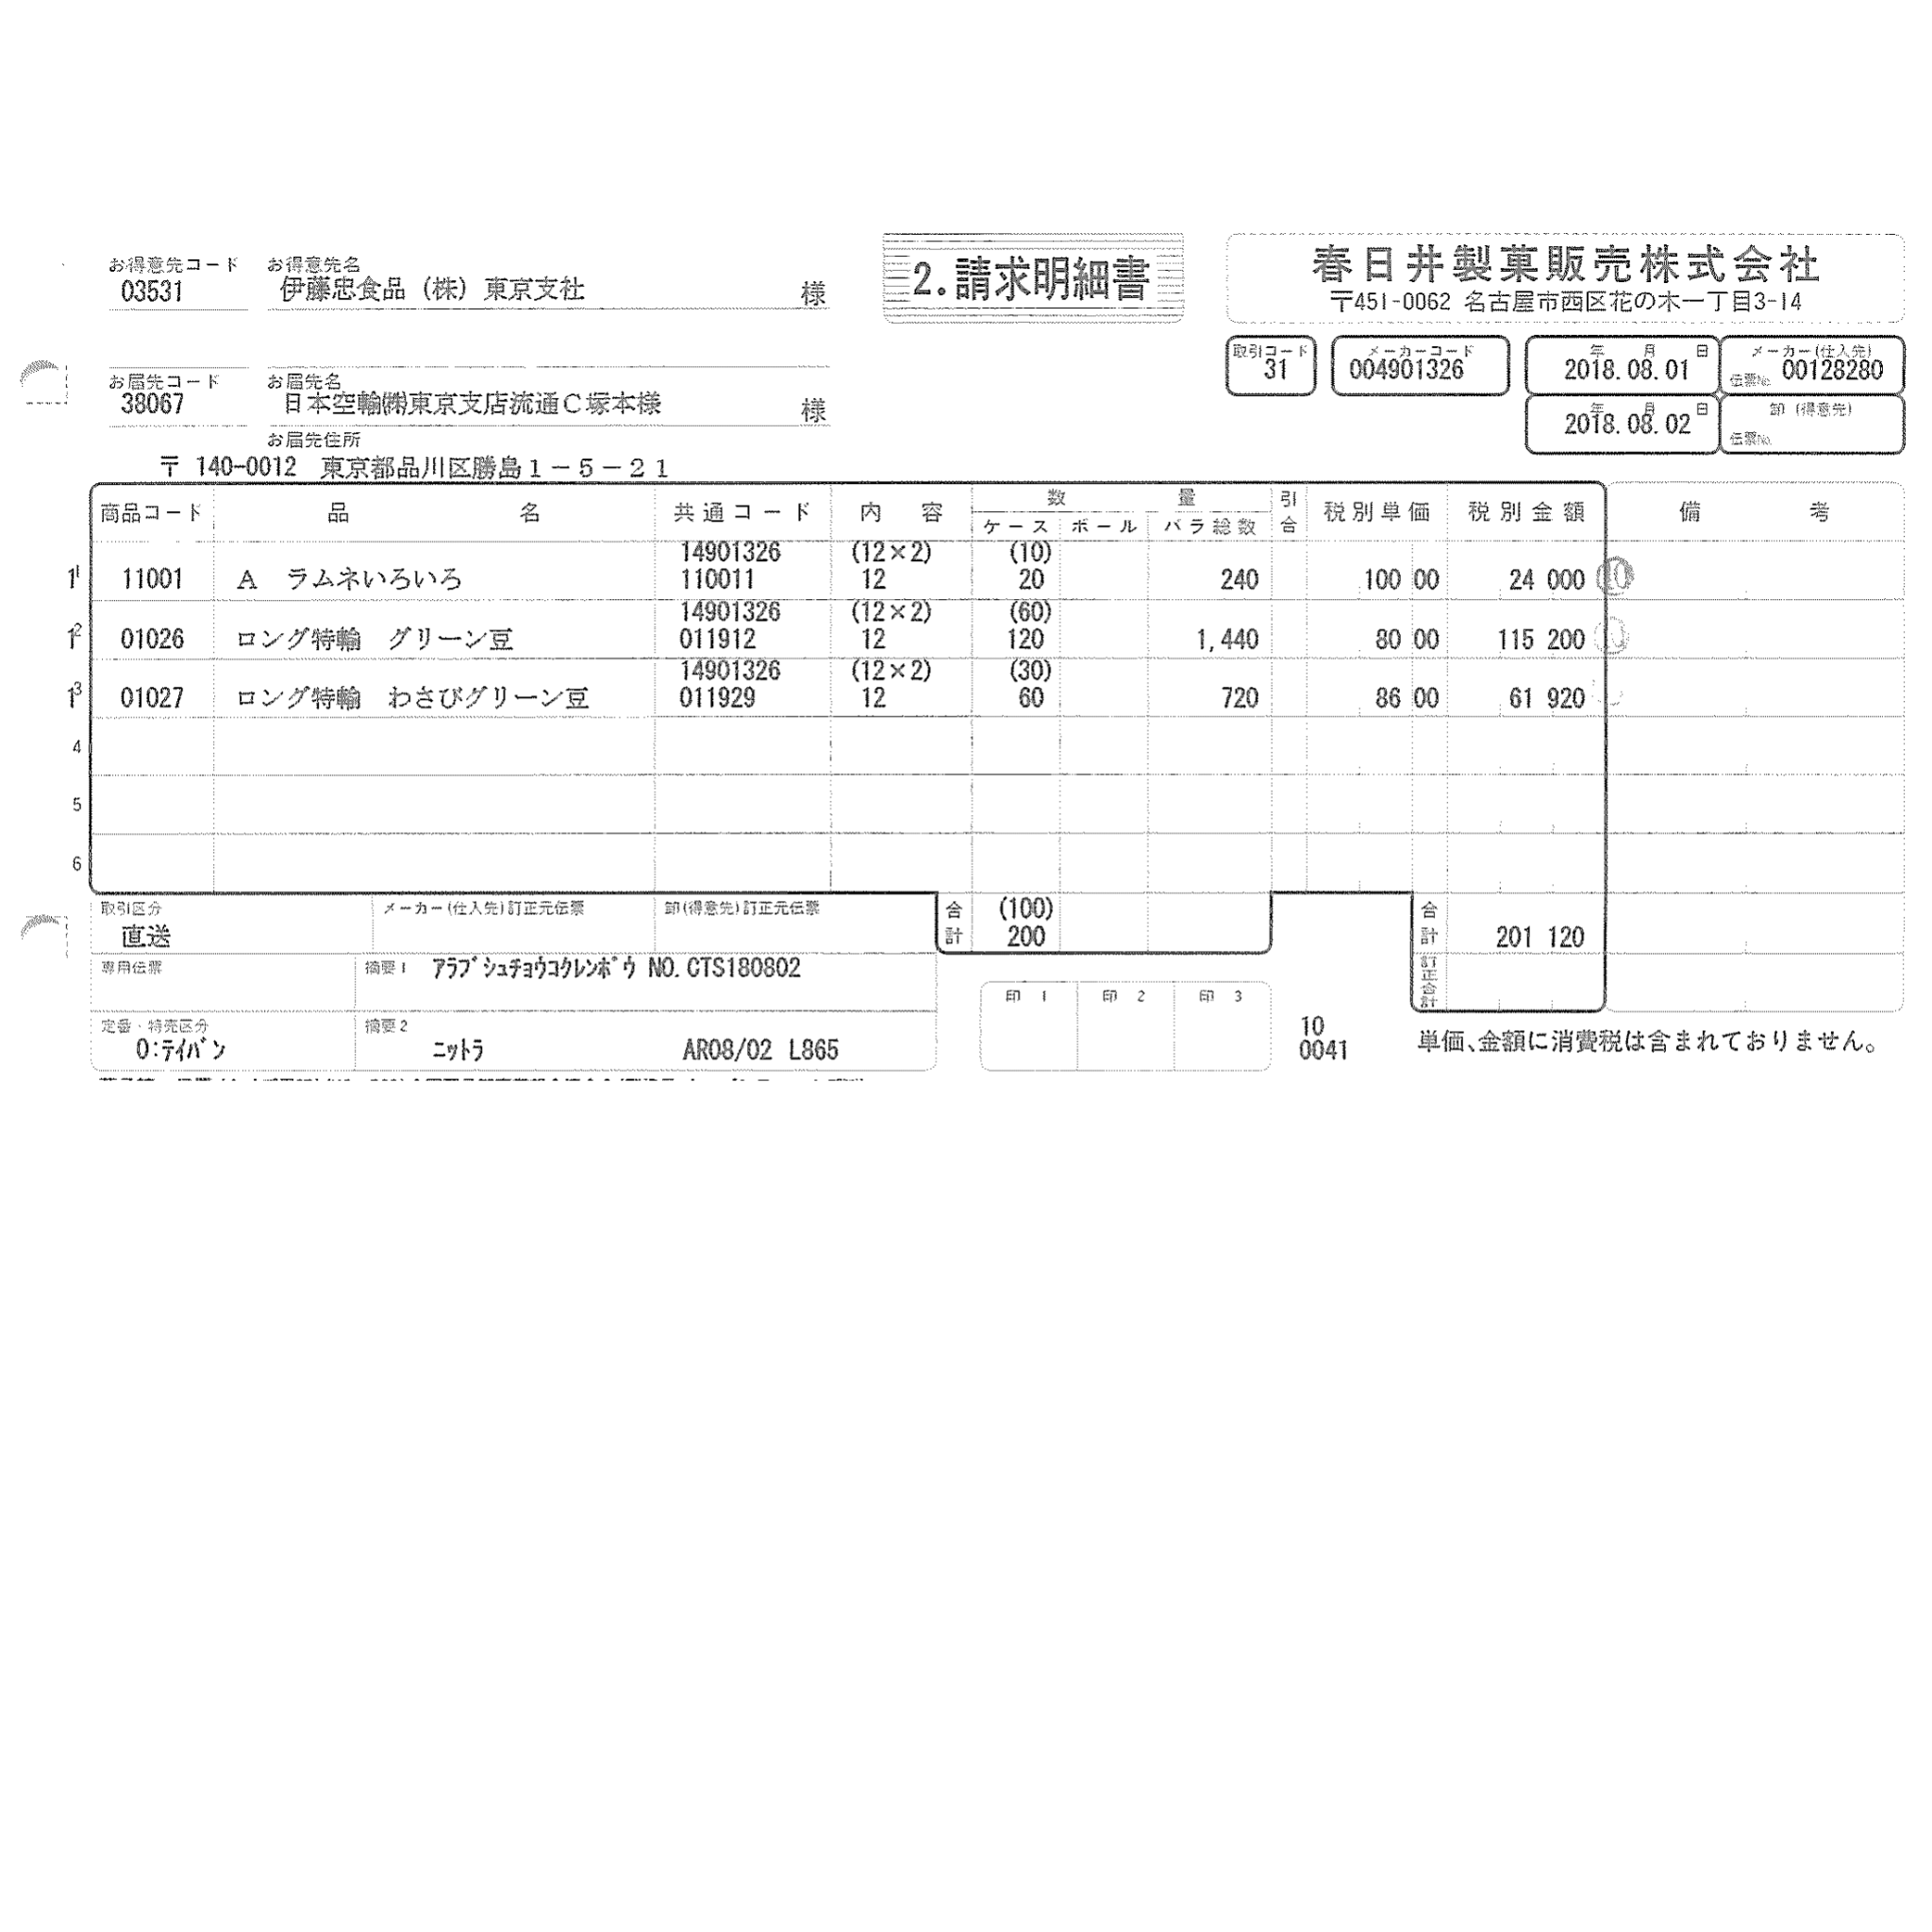 お得意先コード お得意先名
03531 伊藤忠食品（株）東京支社 様
2.請求明細書
春日井製菓販売株式会社
〒451-0062 名古屋市西区花の木一丁目3-14
取引コード メーカーコード 年 月 日 メーカー(仕入先)
31 004901326 2018.08.01 伝票No. 00128280
お届先コード お届先名
38067 日本空輸㈱東京支店流通C塚本様 様
年 月 日 卸 (得意先)
2018.08.02 伝票No.
お届先住所
〒 140-0012 東京都品川区勝島1-5-21
商品コード 品 名 共通コード 内 容 数 量 引合 税別単価 税別金額 備 考
ケース ボール バラ総数
14901326 (12×2) (10)
1 1 11001 A ラムネいろいろ 110011 12 20 240 100 00 24 000
14901326 (12×2) (60)
1 2 01026 ロング特輸 グリーン豆 011912 12 120 1,440 80 00 115 200
14901326 (12×2) (30)
1 3 01027 ロング特輸 わさびグリーン豆 011929 12 60 720 86 00 61 920
4
5
6
取引区分 メーカー(仕入先)訂正元伝票 卸(得意先)訂正元伝票 合計 (100) 合計
直送 200 201 120
専用伝票 摘要1 ｱﾗﾌﾞｼｭﾁｮｳｺｸﾚﾝﾎﾟｳ NO.CTS180802 訂正合計
印 1 印 2 印 3
定番・特売区分 摘要2
0:ﾃｲﾊﾞﾝ ﾆｯﾄﾗ AR08/02 L865
10
0041 単価、金額に消費税は含まれておりません。